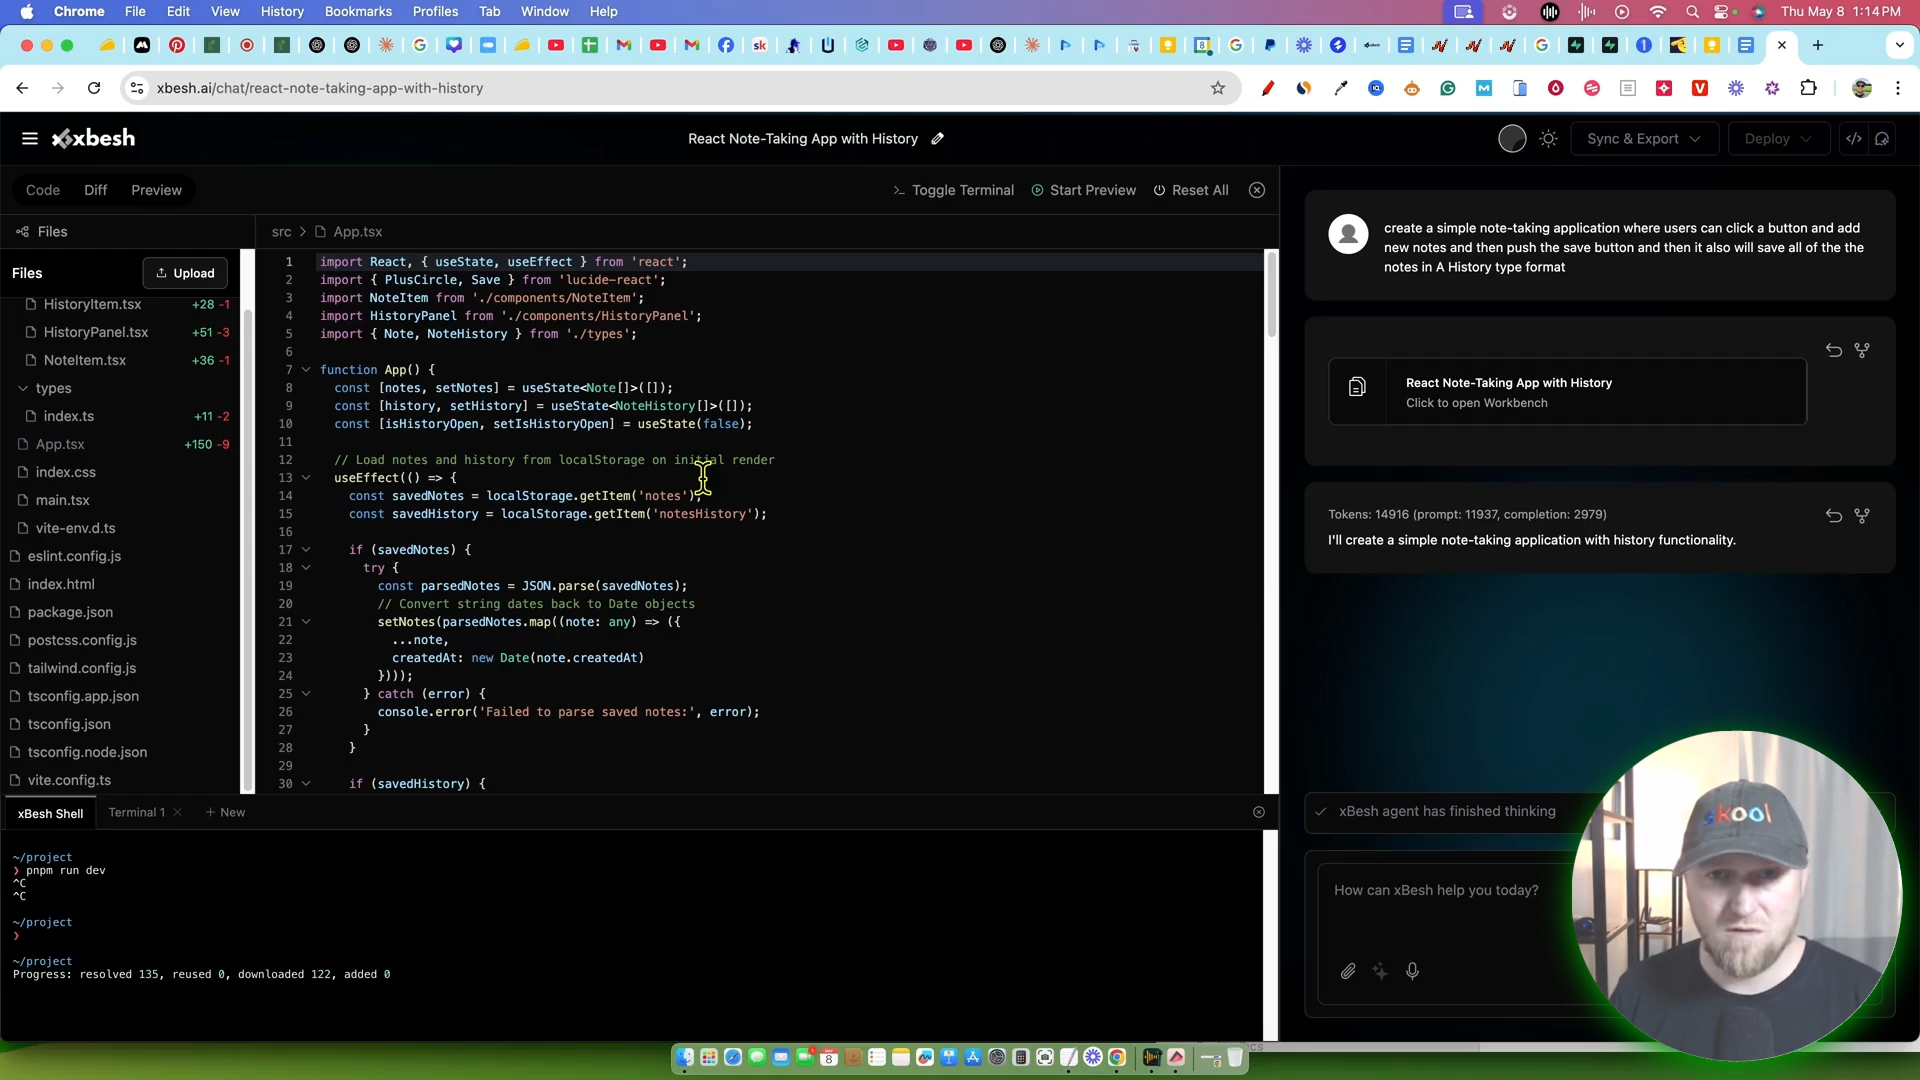 Chrome File Edit View History Bookmarks Profiles Tab Window Help Thu May 8 1:14 PM
xbesh.ai/chat/react-note-taking-app-with-history
xbesh React Note-Taking App with History Sync & Export Deploy
Code Diff Preview Toggle Terminal Start Preview Reset All
Files src App.tsx
Files Upload
HistoryItem.tsx +28 -1
HistoryPanel.tsx +51 -3
NoteItem.tsx +36 -1
types
index.ts +11 -2
App.tsx +150 -9
index.css
main.tsx
vite-env.d.ts
eslint.config.js
index.html
package.json
postcss.config.js
tailwind.config.js
tsconfig.app.json
tsconfig.json
tsconfig.node.json
vite.config.ts
1 import React, { useState, useEffect } from 'react';
2 import { PlusCircle, Save } from 'lucide-react';
3 import NoteItem from './components/NoteItem';
4 import HistoryPanel from './components/HistoryPanel';
5 import { Note, NoteHistory } from './types';
6
7 function App() {
8 const [notes, setNotes] = useState<Note[]>([]);
9 const [history, setHistory] = useState<NoteHistory[]>([]);
10 const [isHistoryOpen, setIsHistoryOpen] = useState(false);
11
12 // Load notes and history from localStorage on initial render
13 useEffect(() => {
14 const savedNotes = localStorage.getItem('notes');
15 const savedHistory = localStorage.getItem('notesHistory');
16
17 if (savedNotes) {
18 try {
19 const parsedNotes = JSON.parse(savedNotes);
20 // Convert string dates back to Date objects
21 setNotes(parsedNotes.map((note: any) => ({
22 ...note,
23 createdAt: new Date(note.createdAt)
24 })));
25 } catch (error) {
26 console.error('Failed to parse saved notes:', error);
27 }
28 }
29
30 if (savedHistory) {
xBesh Shell Terminal 1 New
~/project
❯ pnpm run dev
^C
^C
~/project
❯
~/project
Progress: resolved 135, reused 0, downloaded 122, added 0
create a simple note-taking application where users can click a button and add
new notes and then push the save button and then it also will save all of the the
notes in A History type format
React Note-Taking App with History
Click to open Workbench
Tokens: 14916 (prompt: 11937, completion: 2979)
I'll create a simple note-taking application with history functionality.
xBesh agent has finished thinking
How can xBesh help you today?
skool